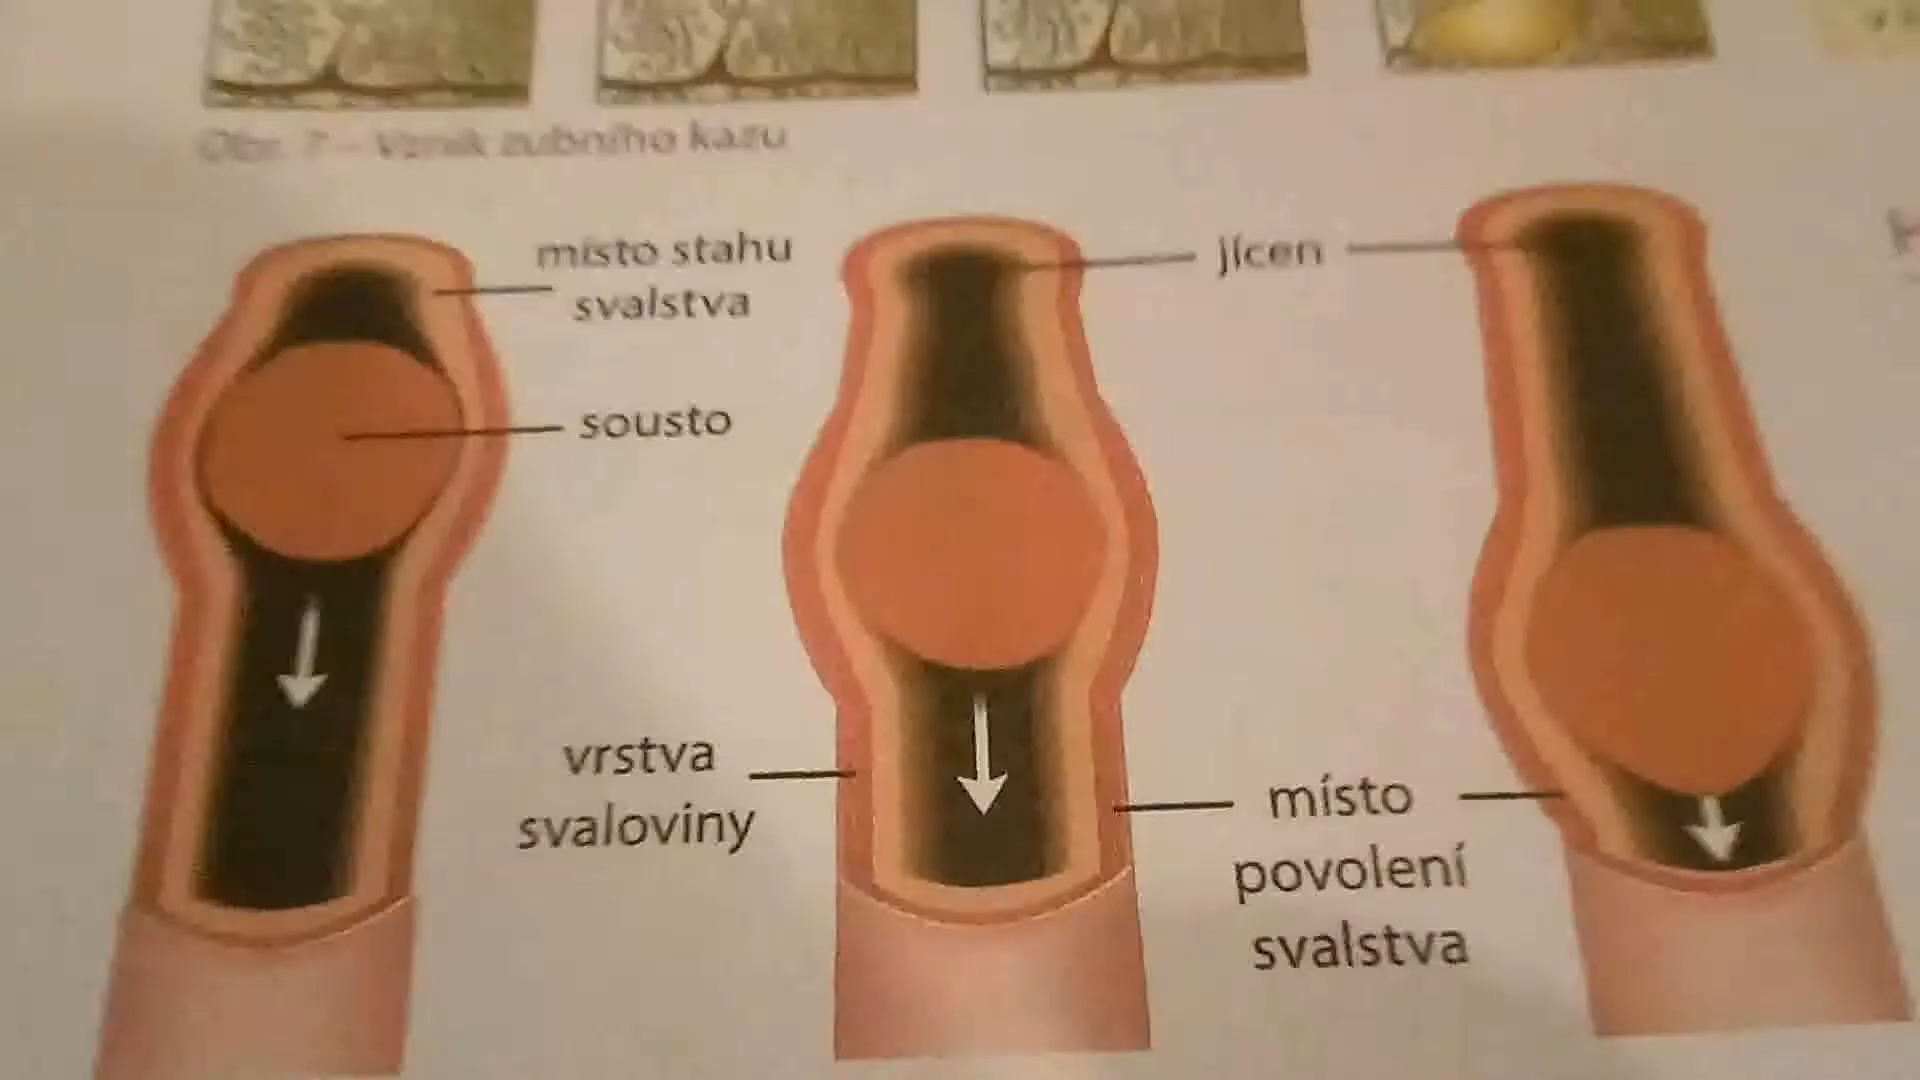 Obr. 7 – Vznik zubního kazu
místo stahu
svalstva
jícen
sousto
vrstva
svaloviny
místo
povolení
svalstva